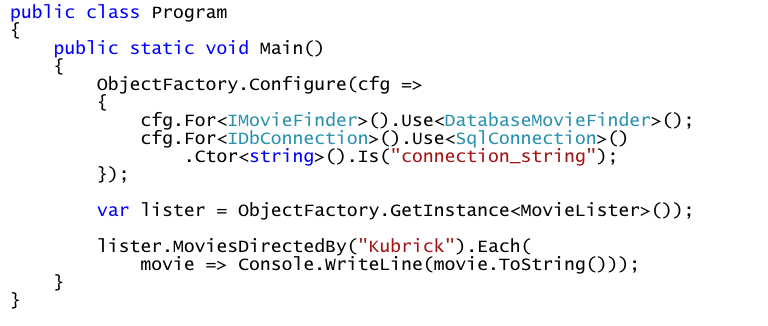 public class Program
{
    public static void Main()
    {
        ObjectFactory.Configure(cfg =>
        {
            cfg.For<IMovieFinder>().Use<DatabaseMovieFinder>();
            cfg.For<IDbConnection>().Use<SqlConnection>()
                .Ctor<string>().Is("connection_string");
        });

        var lister = ObjectFactory.GetInstance<MovieLister>());

        lister.MoviesDirectedBy("Kubrick").Each(
            movie => Console.WriteLine(movie.ToString()));
    }
}